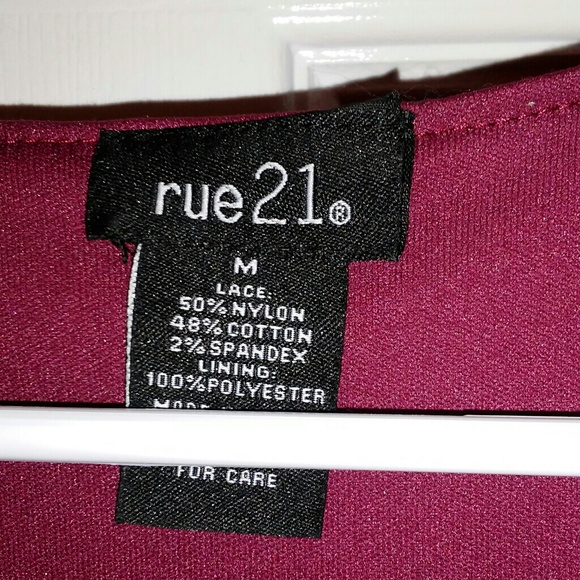 rue21®
M
LACE:
50% NYLON
48% COTTON
2% SPANDEX
LINING:
100% POLYESTER
FOR CARE